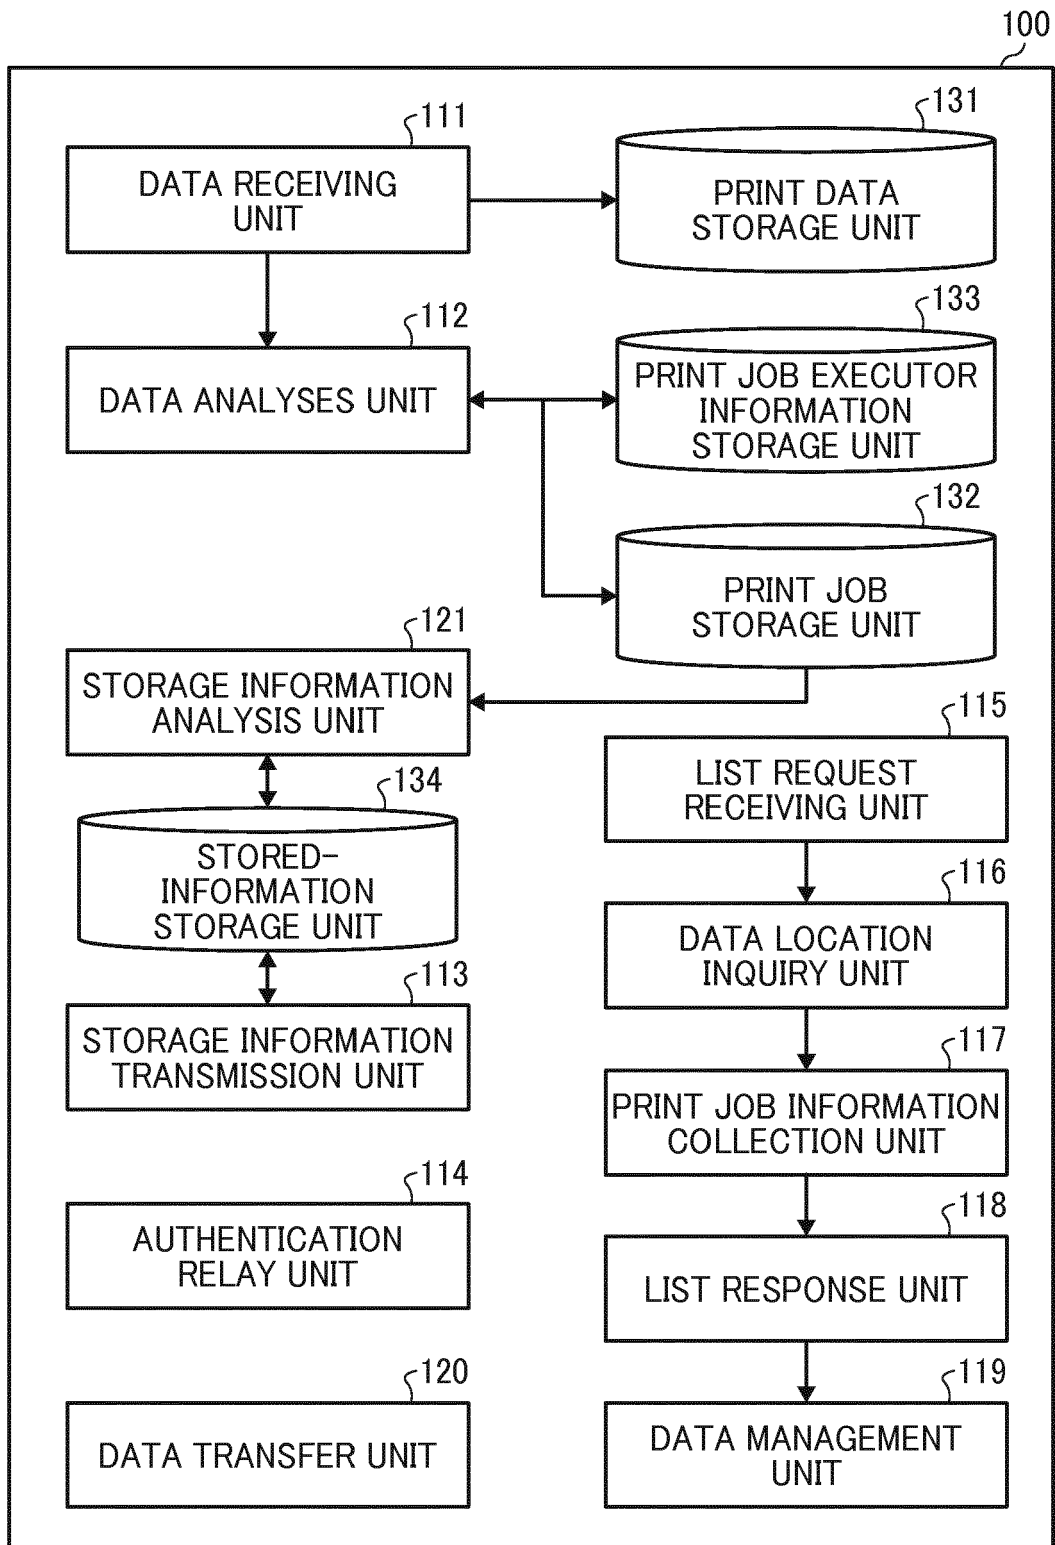 100
111
DATA RECEIVING
UNIT
131
PRINT DATA
STORAGE UNIT
112
DATA ANALYSES UNIT
133
PRINT JOB EXECUTOR
INFORMATION
STORAGE UNIT
132
PRINT JOB
STORAGE UNIT
121
STORAGE INFORMATION
ANALYSIS UNIT
134
STORED-
INFORMATION
STORAGE UNIT
113
STORAGE INFORMATION
TRANSMISSION UNIT
114
AUTHENTICATION
RELAY UNIT
120
DATA TRANSFER UNIT
115
LIST REQUEST
RECEIVING UNIT
116
DATA LOCATION
INQUIRY UNIT
117
PRINT JOB INFORMATION
COLLECTION UNIT
118
LIST RESPONSE UNIT
119
DATA MANAGEMENT
UNIT